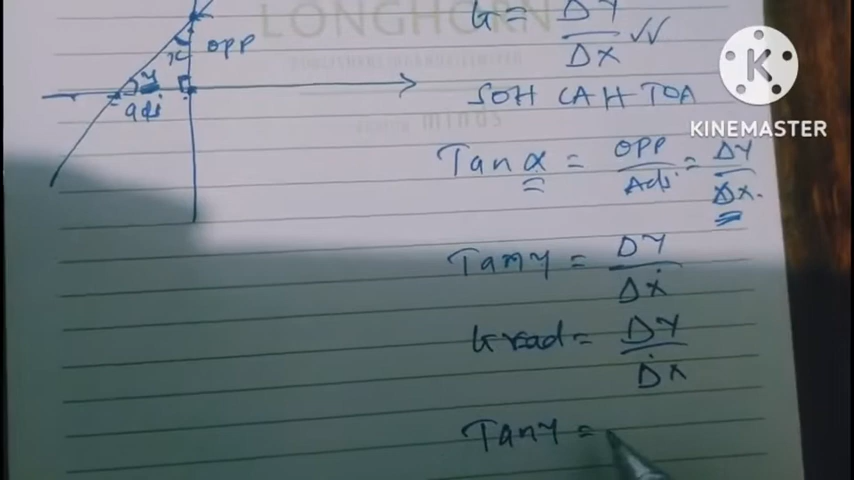 LONGHORN
G = ΔY
ΔX
x
opp
y
adj
SOH CAH TOA
KINEMASTER
Tan α = opp = ΔY
Adj ΔX.
Tan y = ΔY
ΔX
Grad = ΔY
ΔX
Tan y =